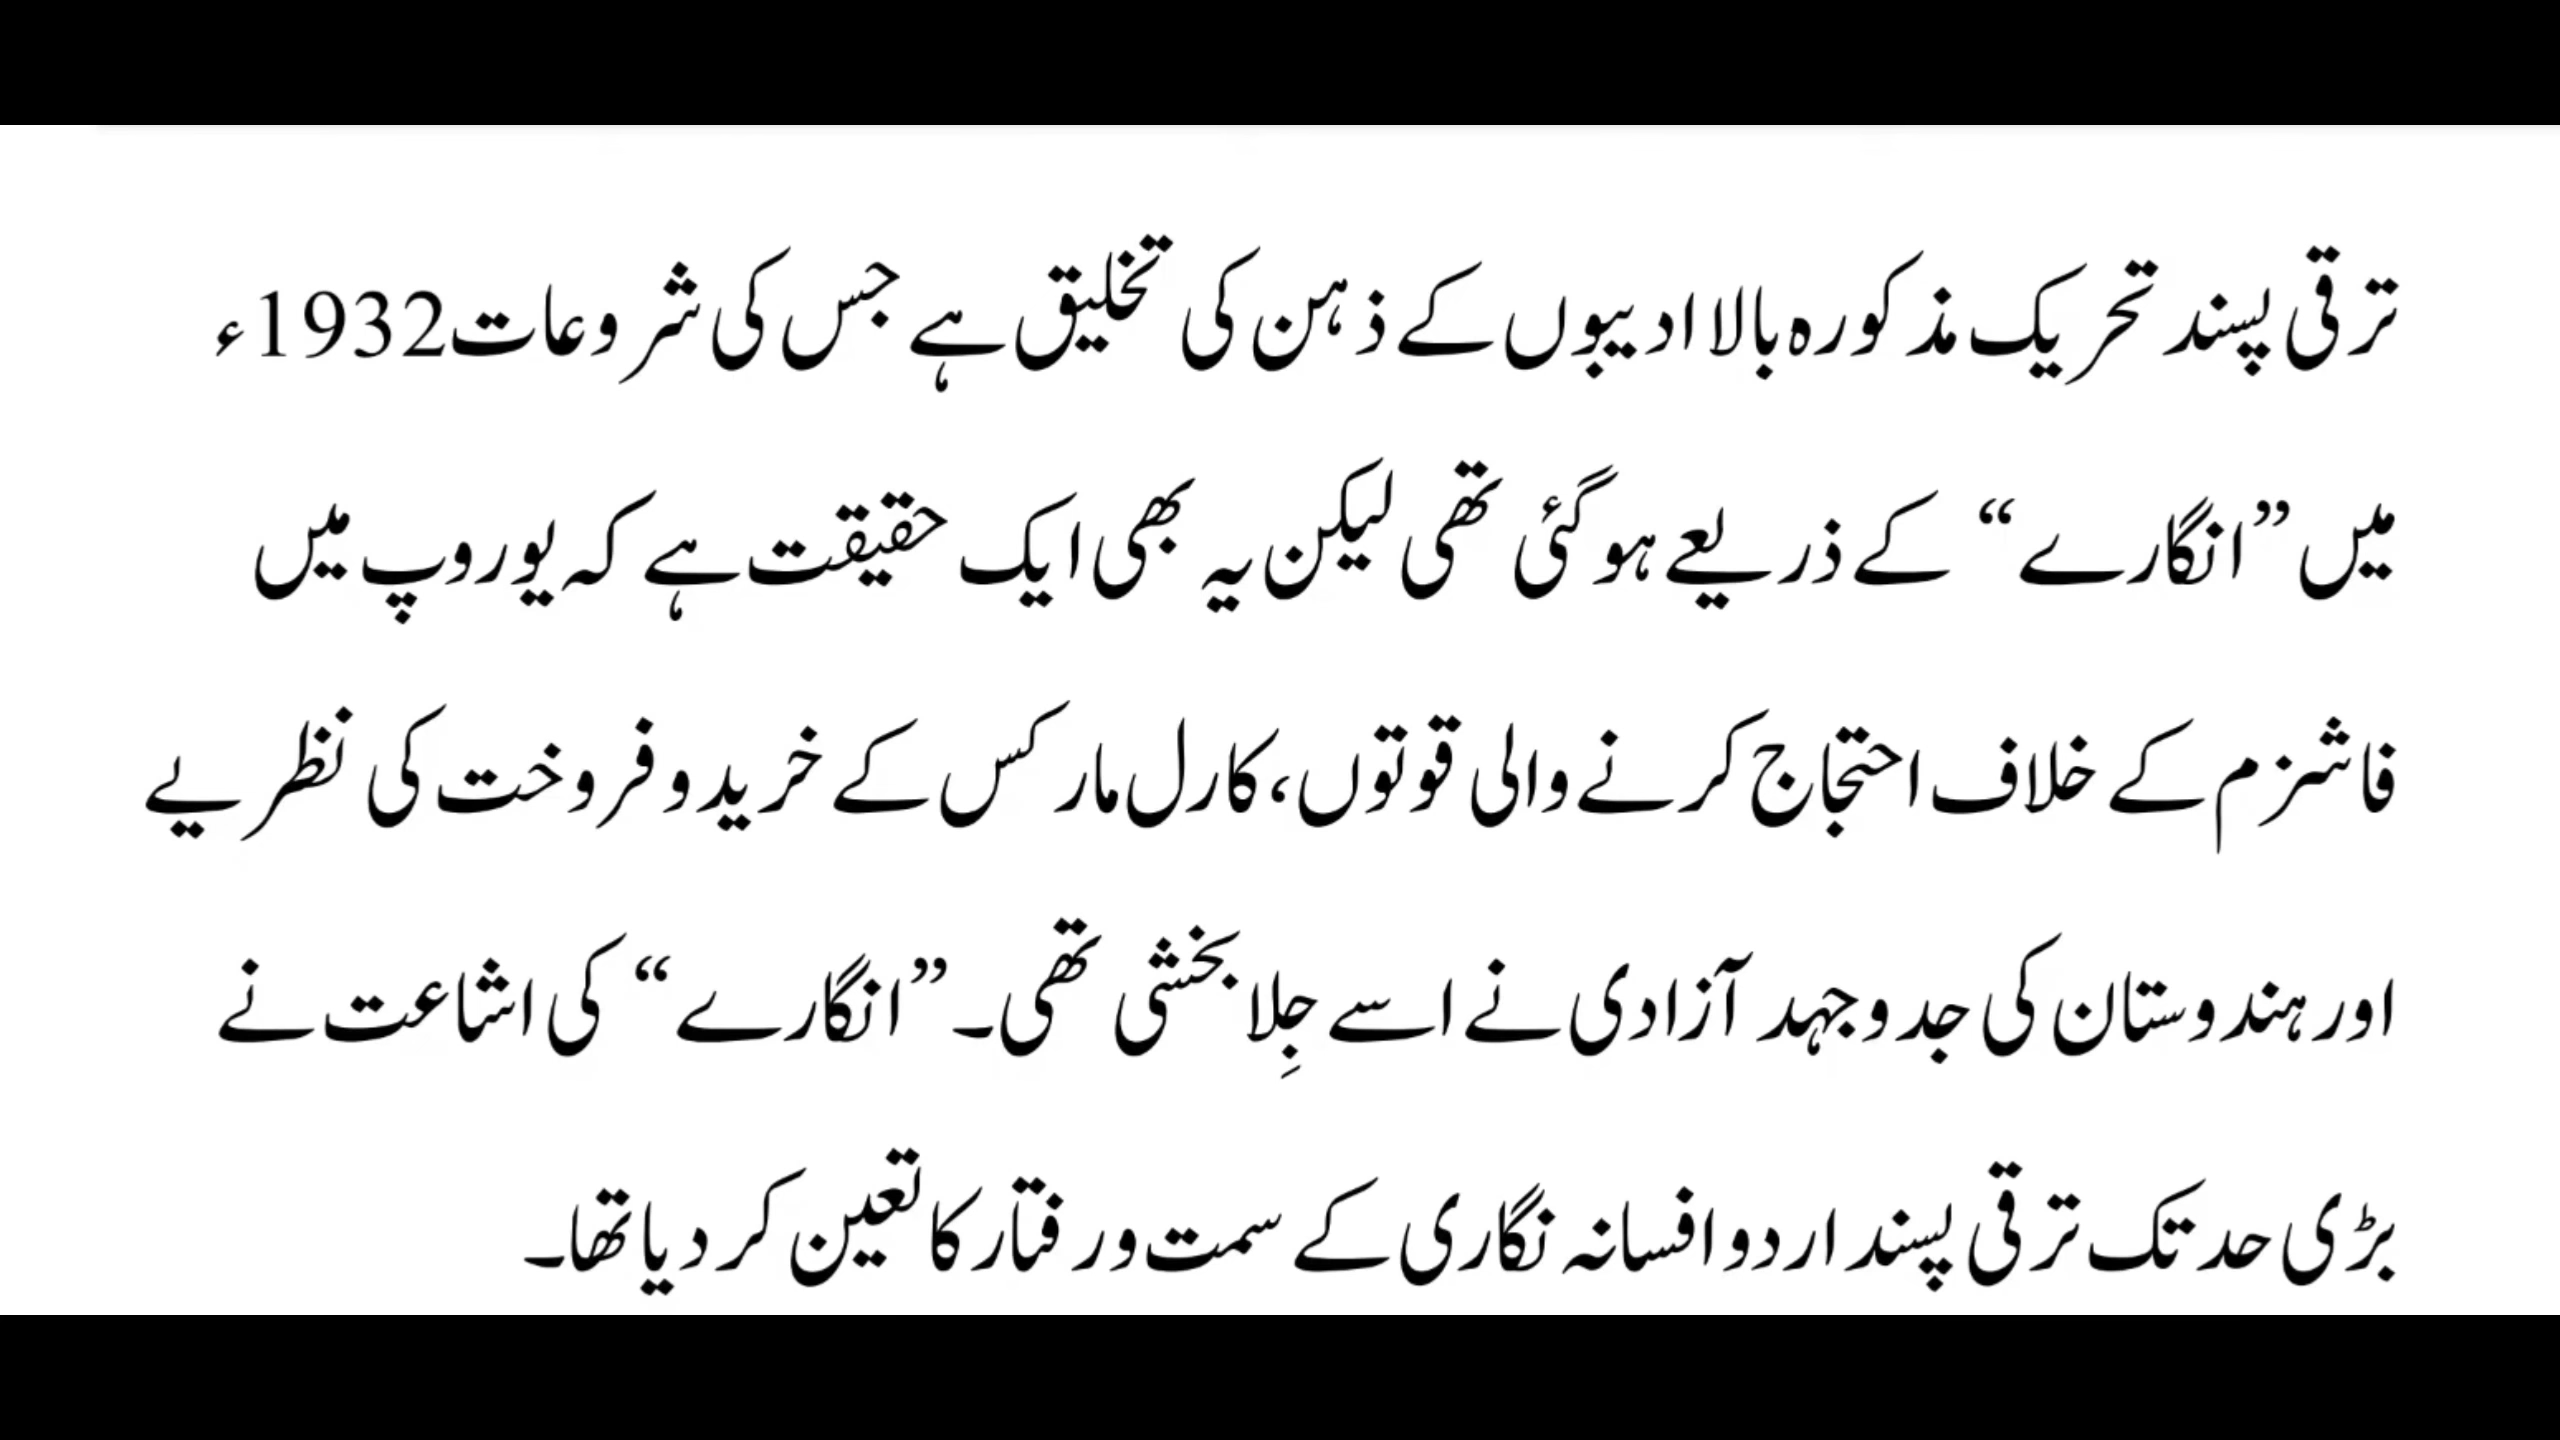 ترقی پسند تحریک مذکورہ بالا ادیبوں کے ذہن کی تخلیق ہے جس کی شروعات 1932ء
میں ”انگارے“ کے ذریعے ہوگئی تھی لیکن یہ بھی ایک حقیقت ہے کہ یوروپ میں
فاشزم کے خلاف احتجاج کرنے والی قوتوں، کارل مارکس کے خرید و فروخت کی نظریے
اور ہندوستان کی جدوجہد آزادی نے اسے جِلا بخشی تھی۔ ”انگارے“ کی اشاعت نے
بڑی حد تک ترقی پسند اردو افسانہ نگاری کے سمت ورفتار کا تعین کر دیا تھا۔